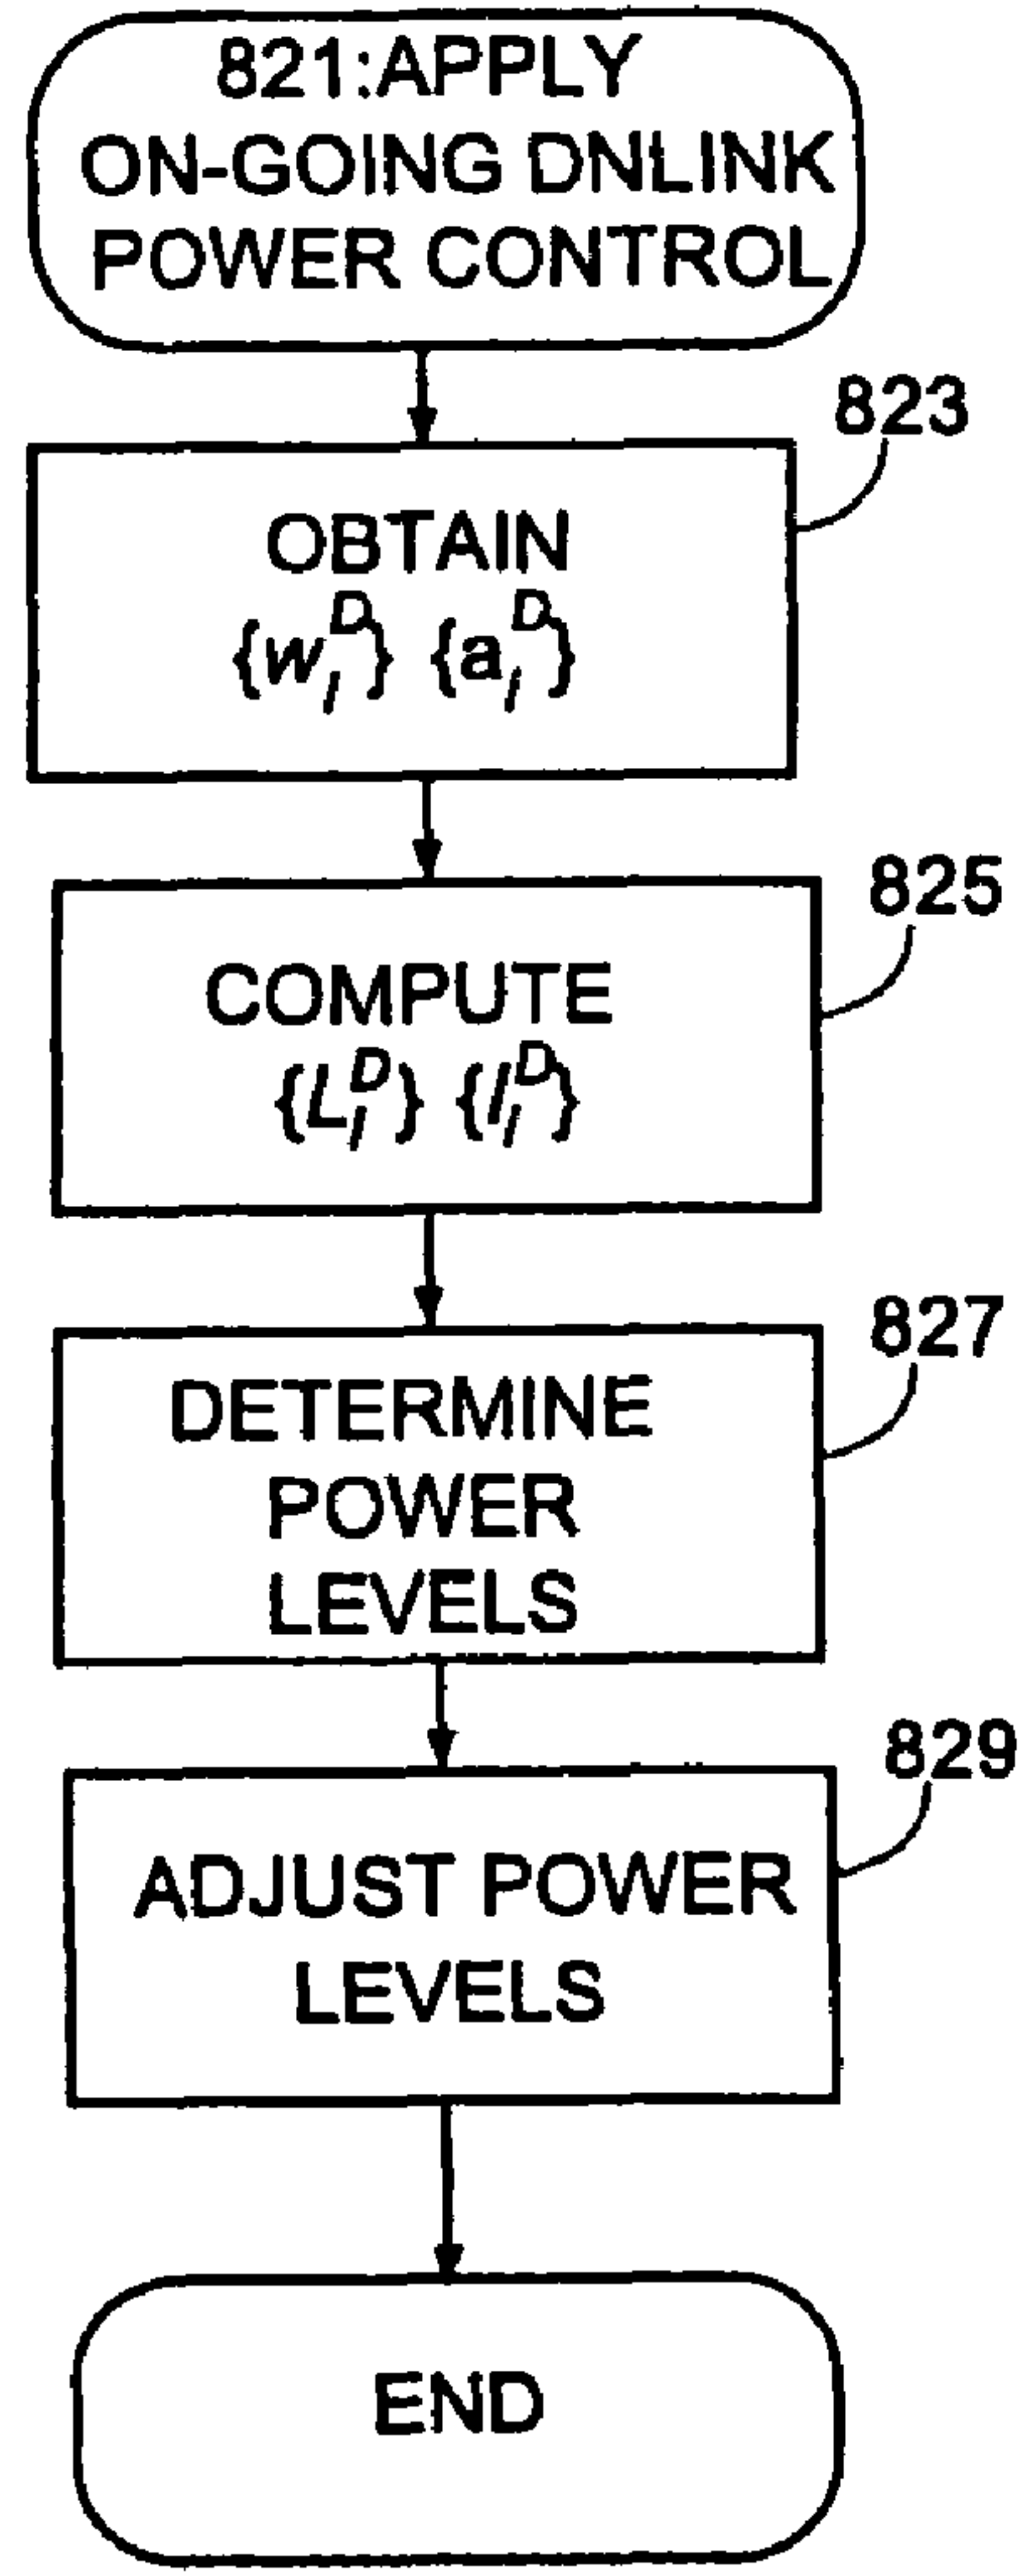 821:APPLY
ON-GOING DNLINK
POWER CONTROL
823
OBTAIN
{w_i^D} {a_i^D}
825
COMPUTE
{L_i^D} {I_i^D}
827
DETERMINE
POWER
LEVELS
829
ADJUST POWER
LEVELS
END